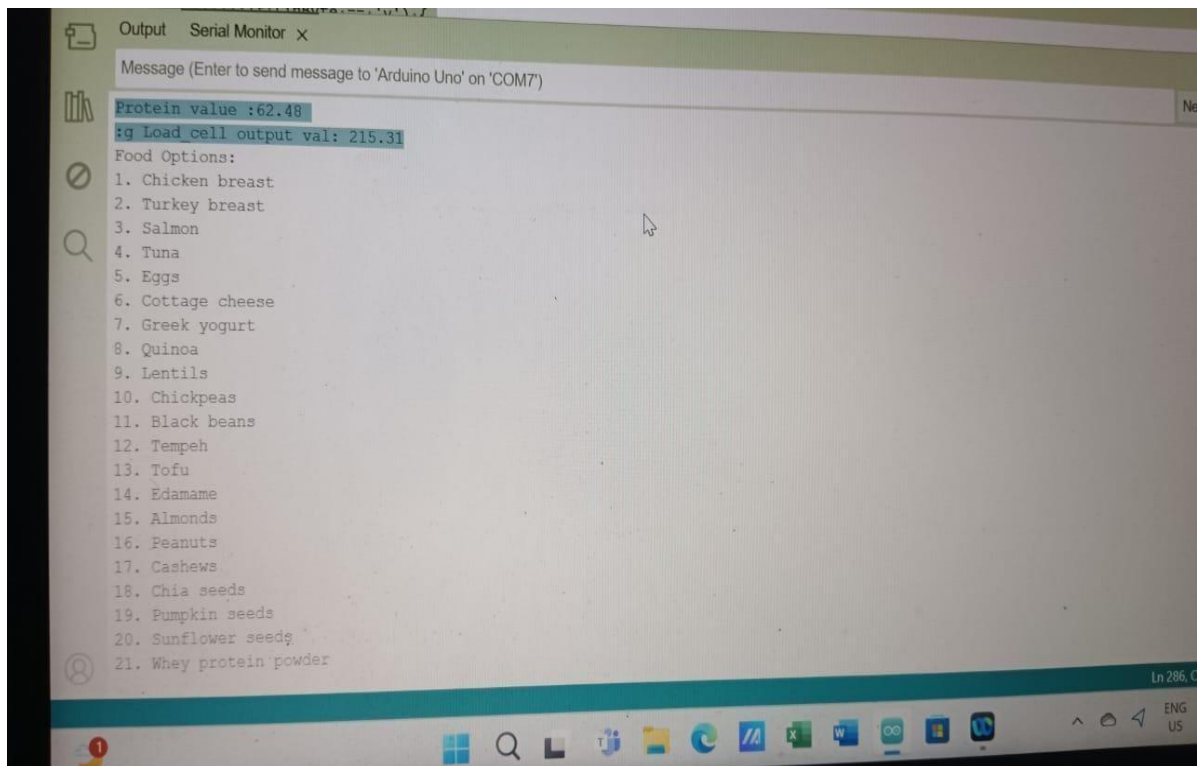 Output Serial Monitor x
Message (Enter to send message to 'Arduino Uno' on 'COM7')
Ne
Protein value :62.48
:g Load_cell output val: 215.31
Food Options:
1. Chicken breast
2. Turkey breast
3. Salmon
4. Tuna
5. Eggs
6. Cottage cheese
7. Greek yogurt
8. Quinoa
9. Lentils
10. Chickpeas
11. Black beans
12. Tempeh
13. Tofu
14. Edamame
15. Almonds
16. Peanuts
17. Cashews
18. Chia seeds
19. Pumpkin seeds
20. Sunflower seeds
21. Whey protein powder
Ln 286, C
1
ENG
US